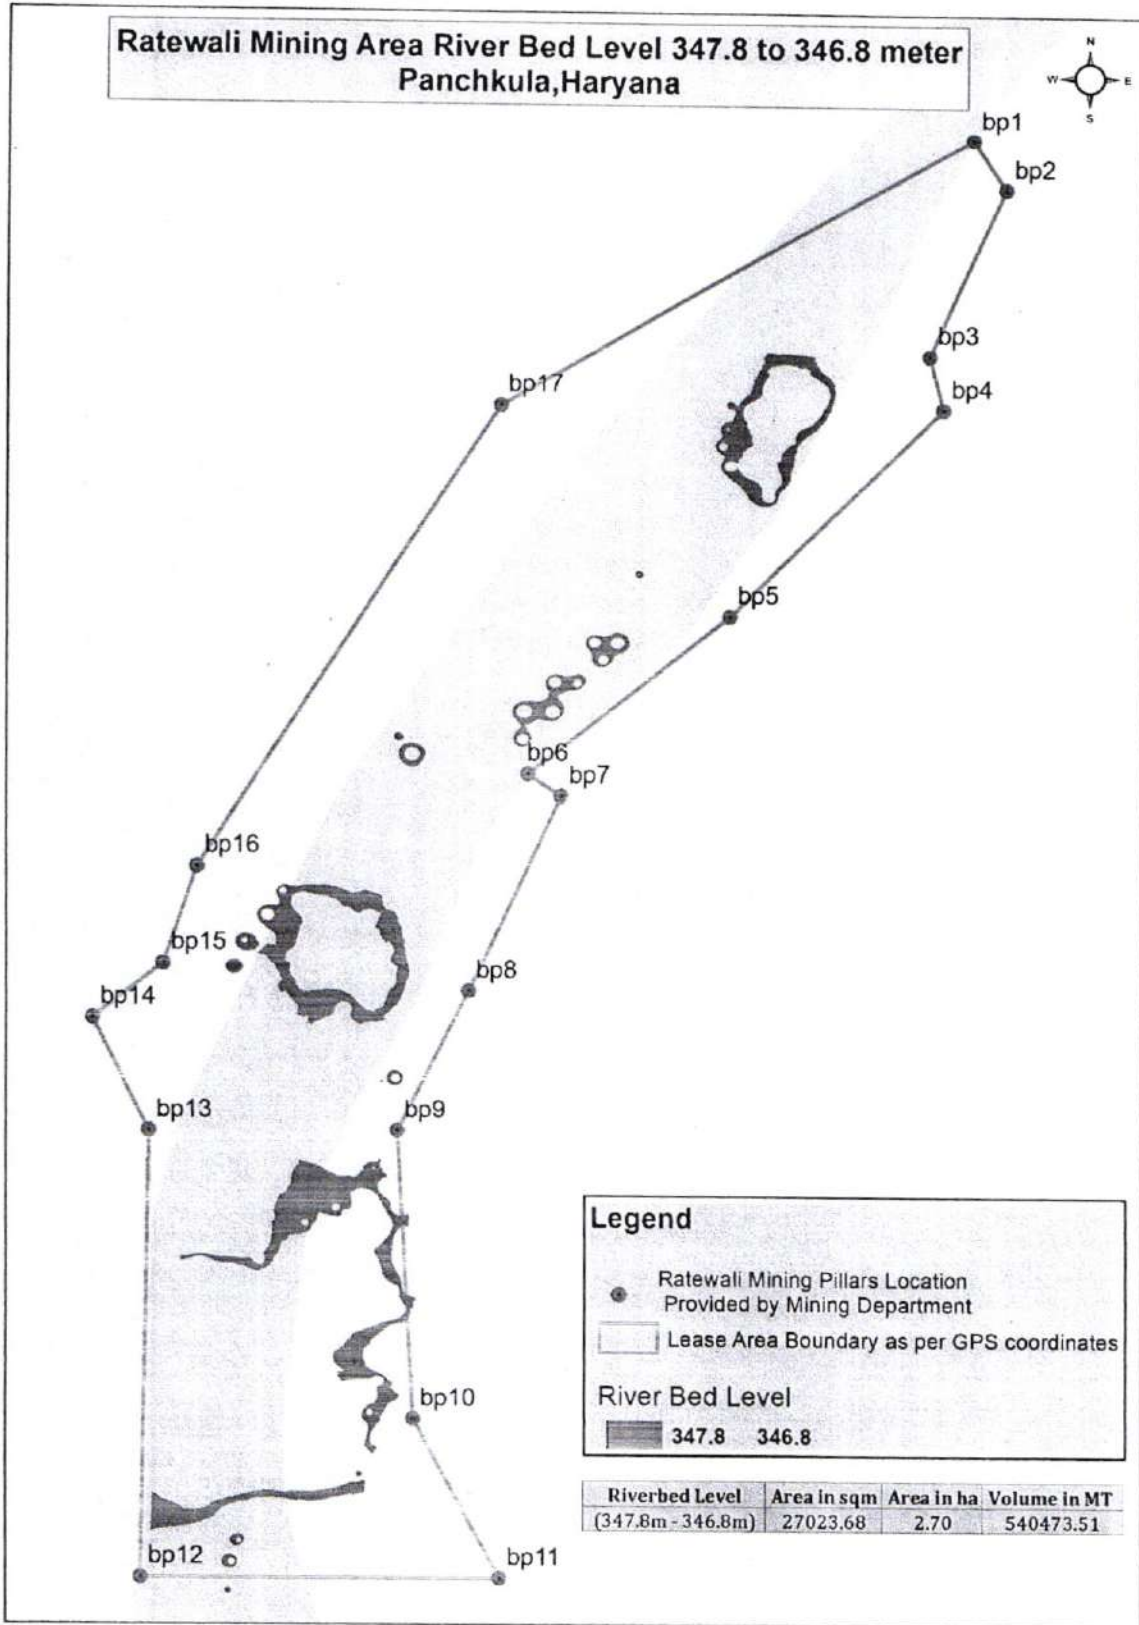 Ratewali Mining Area River Bed Level 347.8 to 346.8 meter
Panchkula,Haryana
N
W E
S
bp1
bp2
bp3
bp4
bp17
bp5
bp6
bp7
bp16
bp15
bp8
bp14
bp13
bp9
bp10
bp12
bp11
Legend
Ratewali Mining Pillars Location
Provided by Mining Department
Lease Area Boundary as per GPS coordinates
River Bed Level
347.8 346.8
Riverbed Level Area in sqm Area in ha Volume in MT
(347.8m - 346.8m) 27023.68 2.70 540473.51